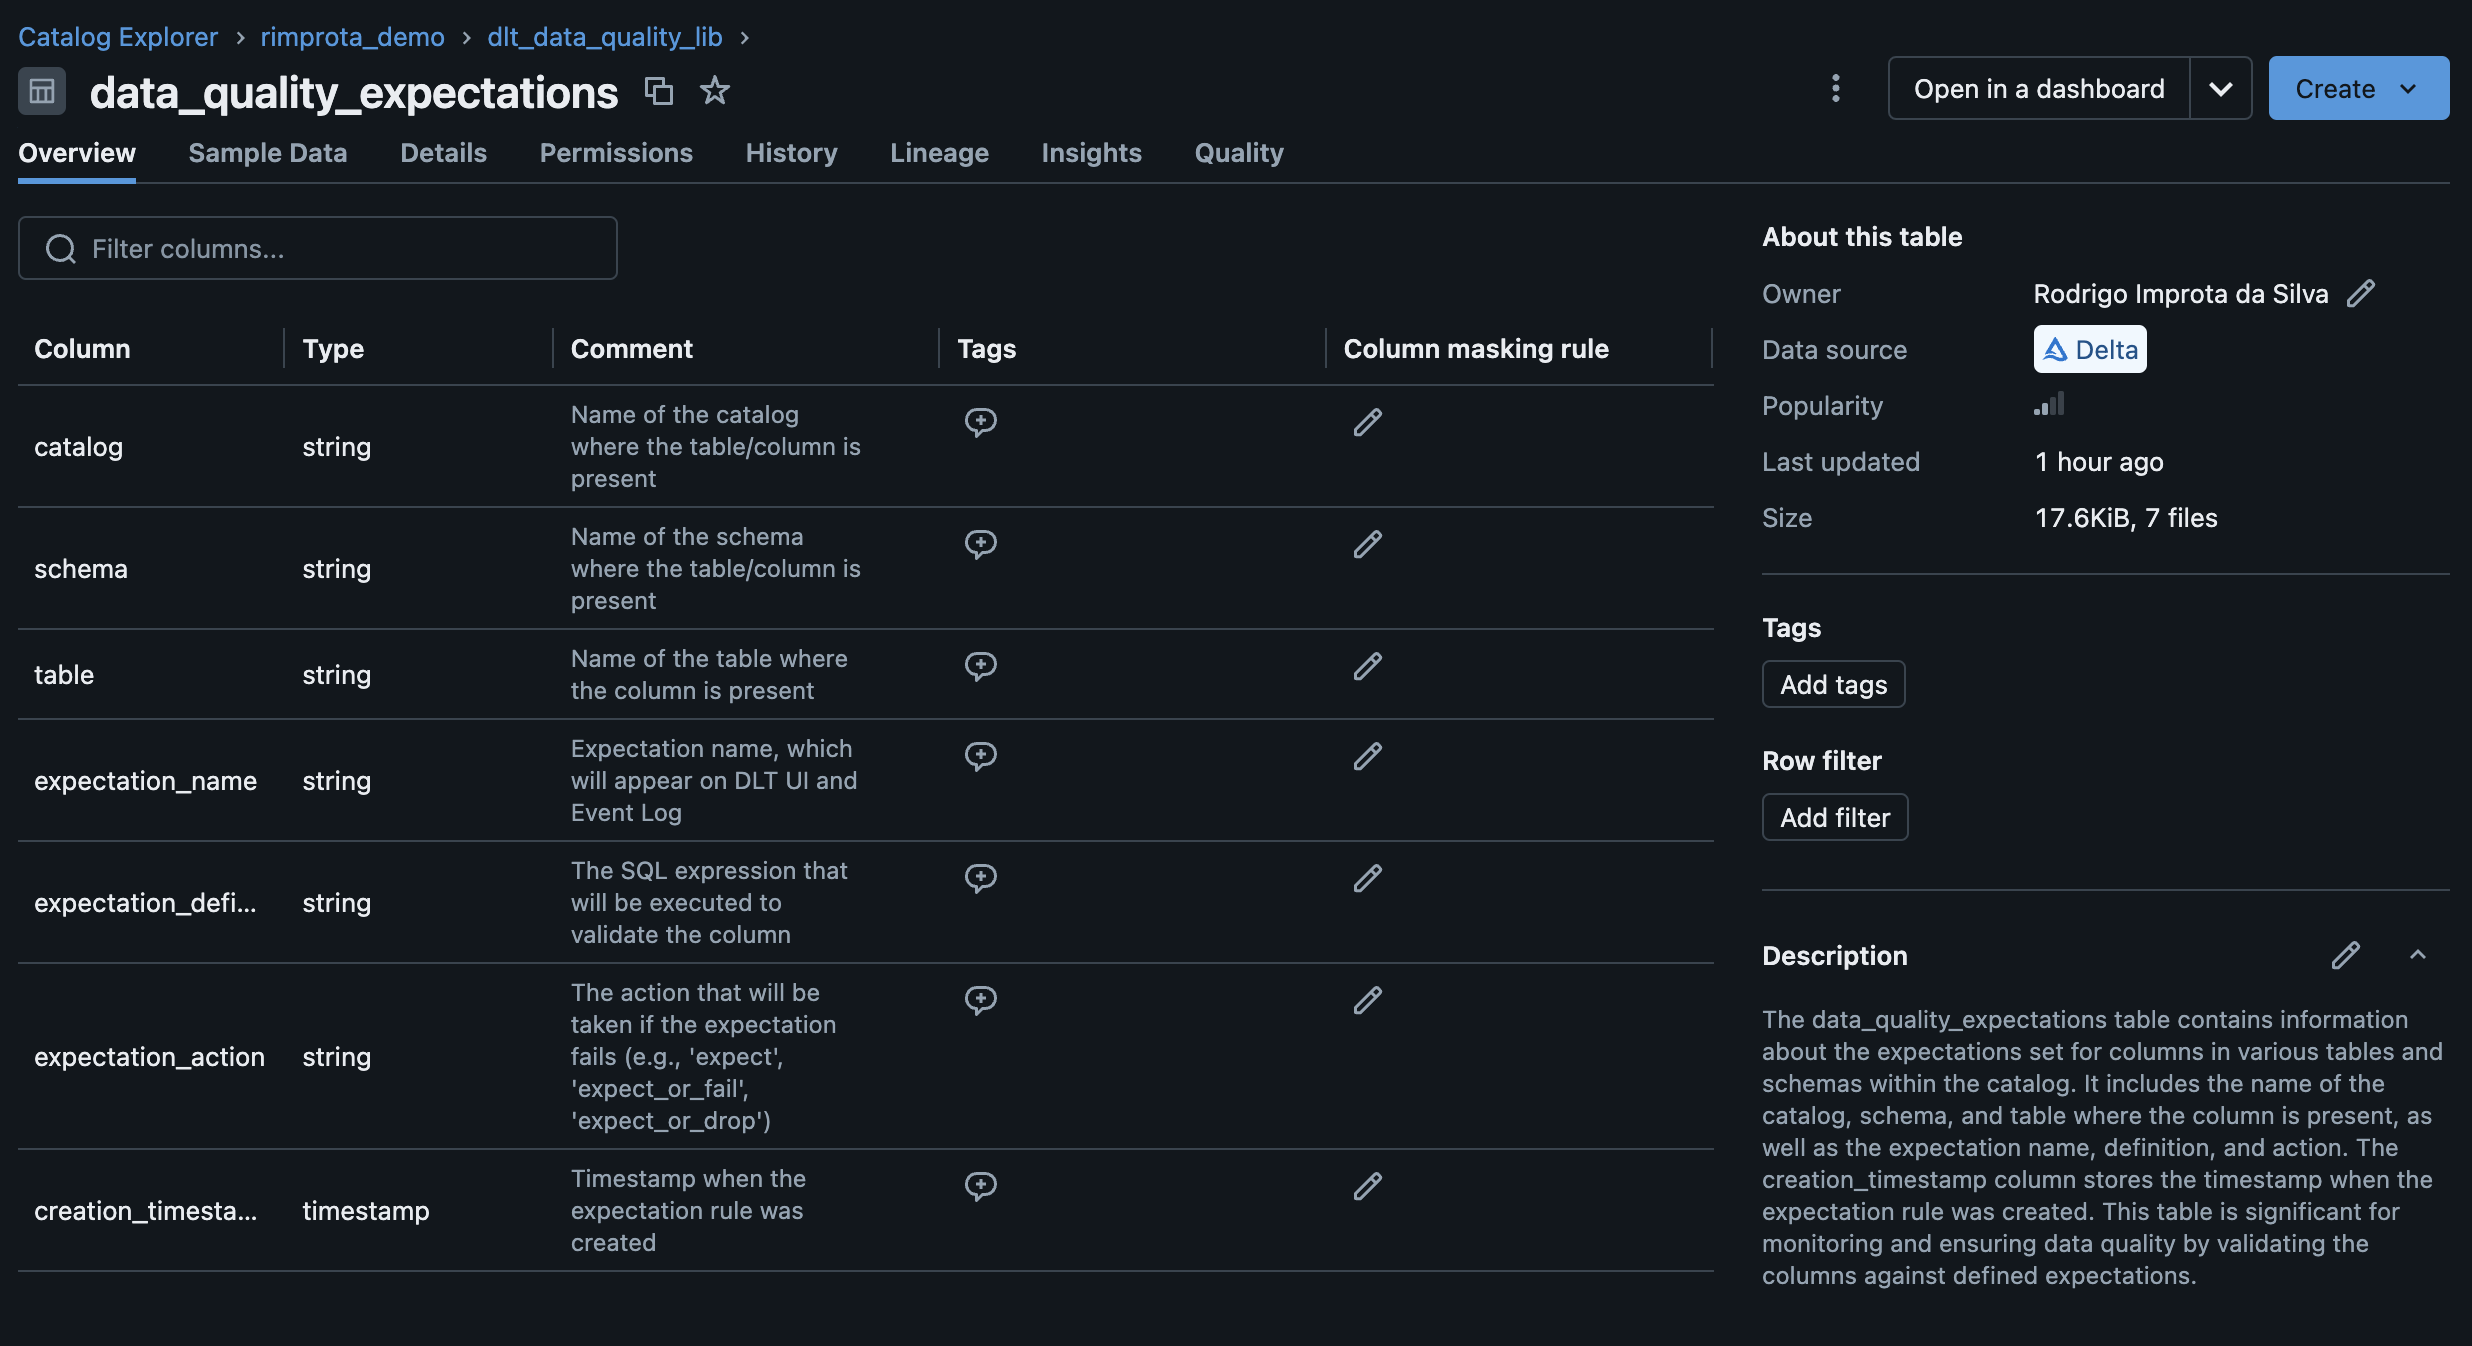 Catalog Explorer › rimprota_demo › dlt_data_quality_lib ›
data_quality_expectations
Open in a dashboard
Create
Overview Sample Data Details Permissions History Lineage Insights Quality
Filter columns...
Column Type Comment Tags Column masking rule
catalog string Name of the catalog
where the table/column is
present
schema string Name of the schema
where the table/column is
present
table string Name of the table where
the column is present
expectation_name string Expectation name, which
will appear on DLT UI and
Event Log
expectation_defi... string The SQL expression that
will be executed to
validate the column
expectation_action string The action that will be
taken if the expectation
fails (e.g., 'expect',
'expect_or_fail',
'expect_or_drop')
creation_timesta... timestamp Timestamp when the
expectation rule was
created
About this table
Owner Rodrigo Improta da Silva
Data source Delta
Popularity
Last updated 1 hour ago
Size 17.6KiB, 7 files
Tags
Add tags
Row filter
Add filter
Description
The data_quality_expectations table contains information
about the expectations set for columns in various tables and
schemas within the catalog. It includes the name of the
catalog, schema, and table where the column is present, as
well as the expectation name, definition, and action. The
creation_timestamp column stores the timestamp when the
expectation rule was created. This table is significant for
monitoring and ensuring data quality by validating the
columns against defined expectations.